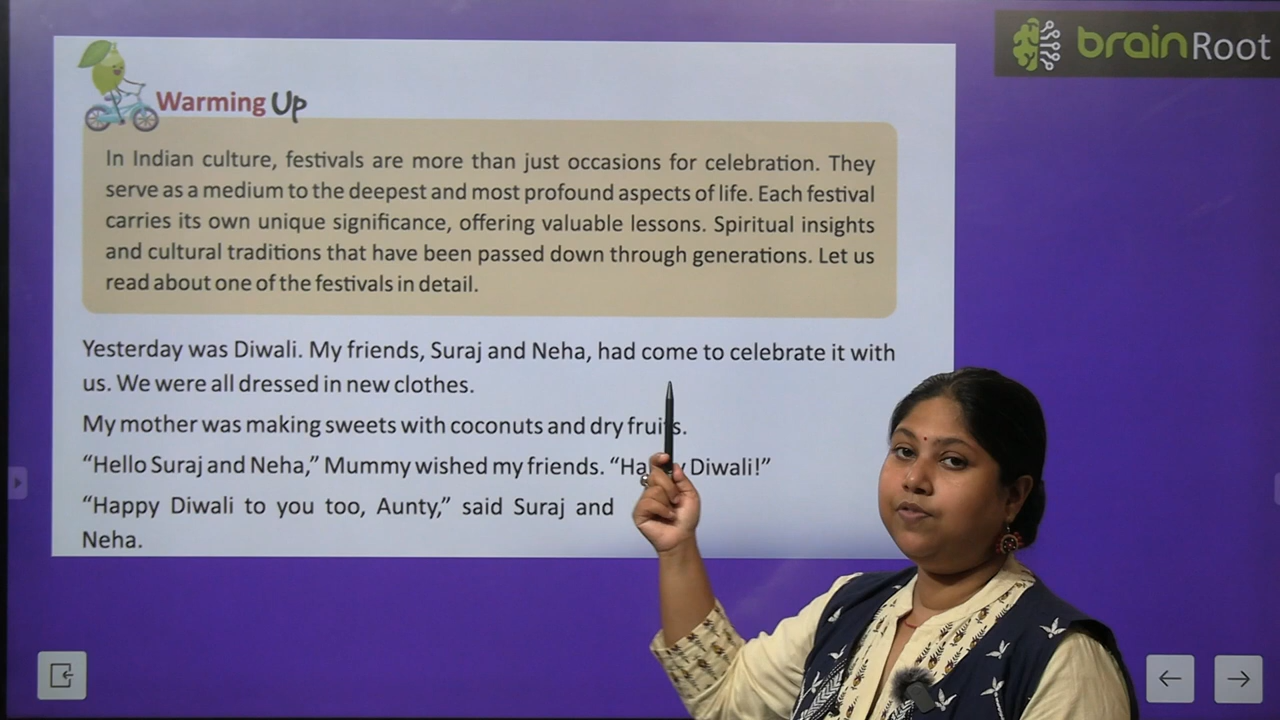 brainRoot
Warming Up
In Indian culture, festivals are more than just occasions for celebration. They
serve as a medium to the deepest and most profound aspects of life. Each festival
carries its own unique significance, offering valuable lessons. Spiritual insights
and cultural traditions that have been passed down through generations. Let us
read about one of the festivals in detail.
Yesterday was Diwali. My friends, Suraj and Neha, had come to celebrate it with
us. We were all dressed in new clothes.
My mother was making sweets with coconuts and dry fruits.
“Hello Suraj and Neha,” Mummy wished my friends. “Happy Diwali!”
“Happy Diwali to you too, Aunty,” said Suraj and
Neha.